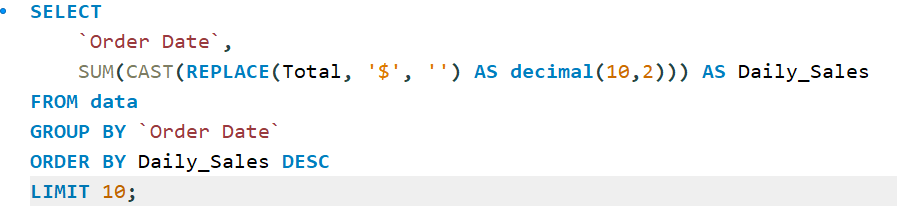 SELECT
`Order Date`,
SUM(CAST(REPLACE(Total, '$', '') AS decimal(10,2))) AS Daily_Sales
FROM data
GROUP BY `Order Date`
ORDER BY Daily_Sales DESC
LIMIT 10;